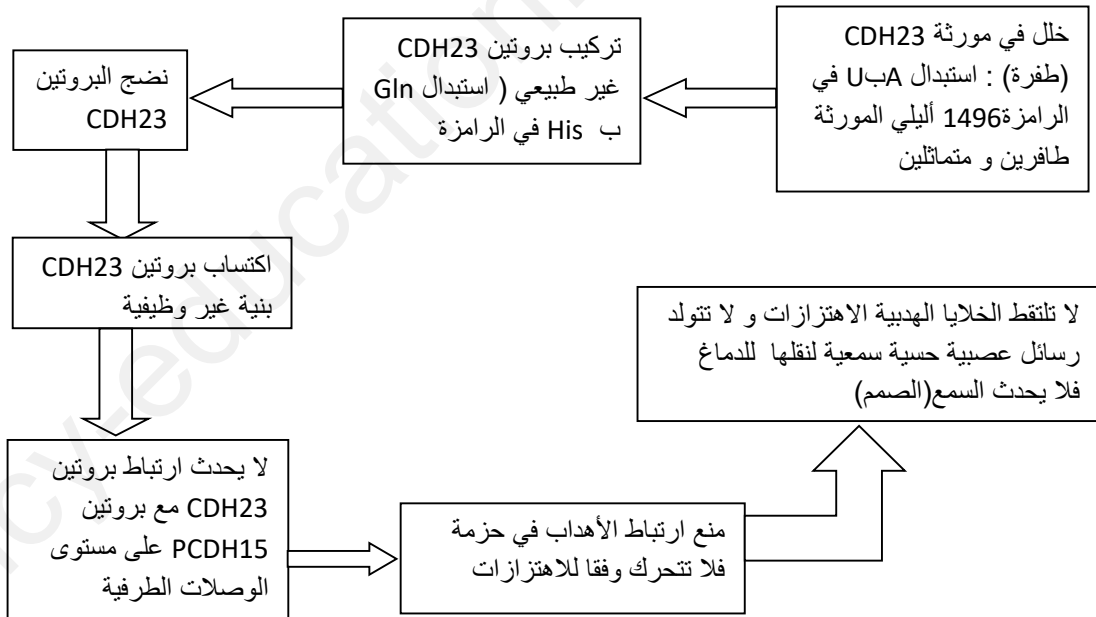 خلل في مورثة CDH23
(طفرة) : استبدال AبـU في
الرامزة1496 أليلي المورثة
طافرين و متماثلين
تركيب بروتين CDH23
غير طبيعي ( استبدال Gln
ب His في الرامزة
نضج البروتين
CDH23
اكتساب بروتين CDH23
بنية غير وظيفية
لا يحدث ارتباط بروتين
CDH23 مع بروتين
PCDH15 على مستوى
الوصلات الطرفية
منع ارتباط الأهداب في حزمة
فلا تتحرك وفقا للاهتزازات
لا تلتقط الخلايا الهدبية الاهتزازات و لا تتولد
رسائل عصبية حسية سمعية لنقلها للدماغ
فلا يحدث السمع(الصمم)
cy-education